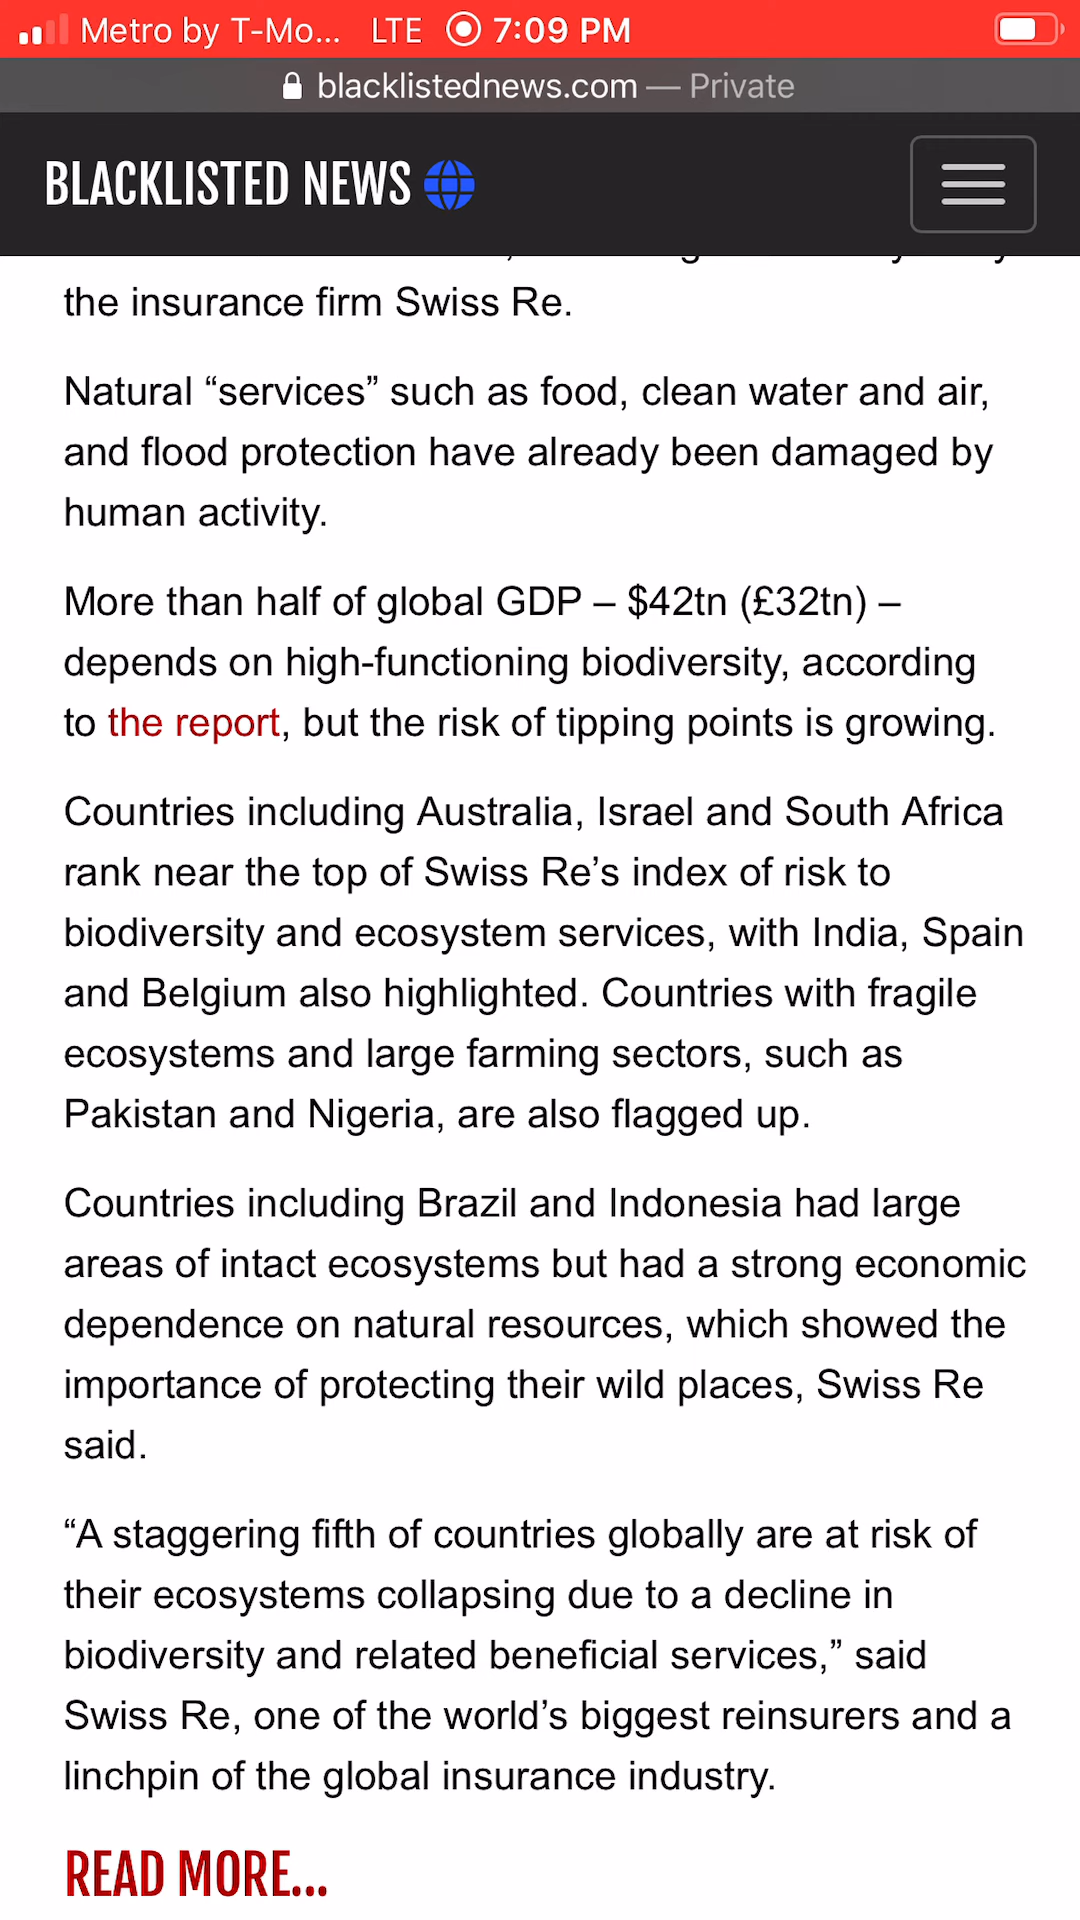 Metro by T-Mo... LTE 7:09 PM
blacklistednews.com — Private
BLACKLISTED NEWS
the insurance firm Swiss Re.
Natural “services” such as food, clean water and air,
and flood protection have already been damaged by
human activity.
More than half of global GDP – $42tn (£32tn) –
depends on high-functioning biodiversity, according
to the report, but the risk of tipping points is growing.
Countries including Australia, Israel and South Africa
rank near the top of Swiss Re’s index of risk to
biodiversity and ecosystem services, with India, Spain
and Belgium also highlighted. Countries with fragile
ecosystems and large farming sectors, such as
Pakistan and Nigeria, are also flagged up.
Countries including Brazil and Indonesia had large
areas of intact ecosystems but had a strong economic
dependence on natural resources, which showed the
importance of protecting their wild places, Swiss Re
said.
“A staggering fifth of countries globally are at risk of
their ecosystems collapsing due to a decline in
biodiversity and related beneficial services,” said
Swiss Re, one of the world’s biggest reinsurers and a
linchpin of the global insurance industry.
READ MORE...